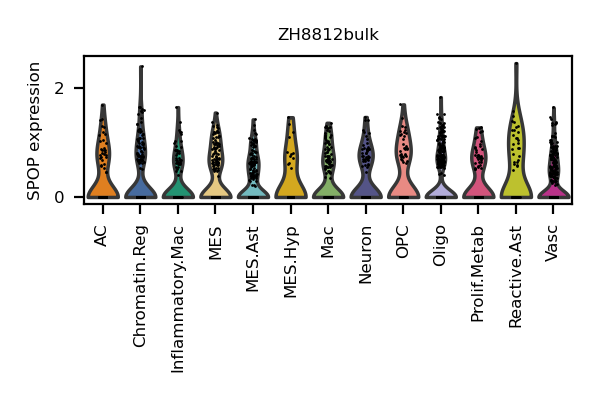 ZH8812bulk
SPOP expression
2
0
AC
Chromatin.Reg
Inflammatory.Mac
MES
MES.Ast
MES.Hyp
Mac
Neuron
OPC
Oligo
Prolif.Metab
Reactive.Ast
Vasc